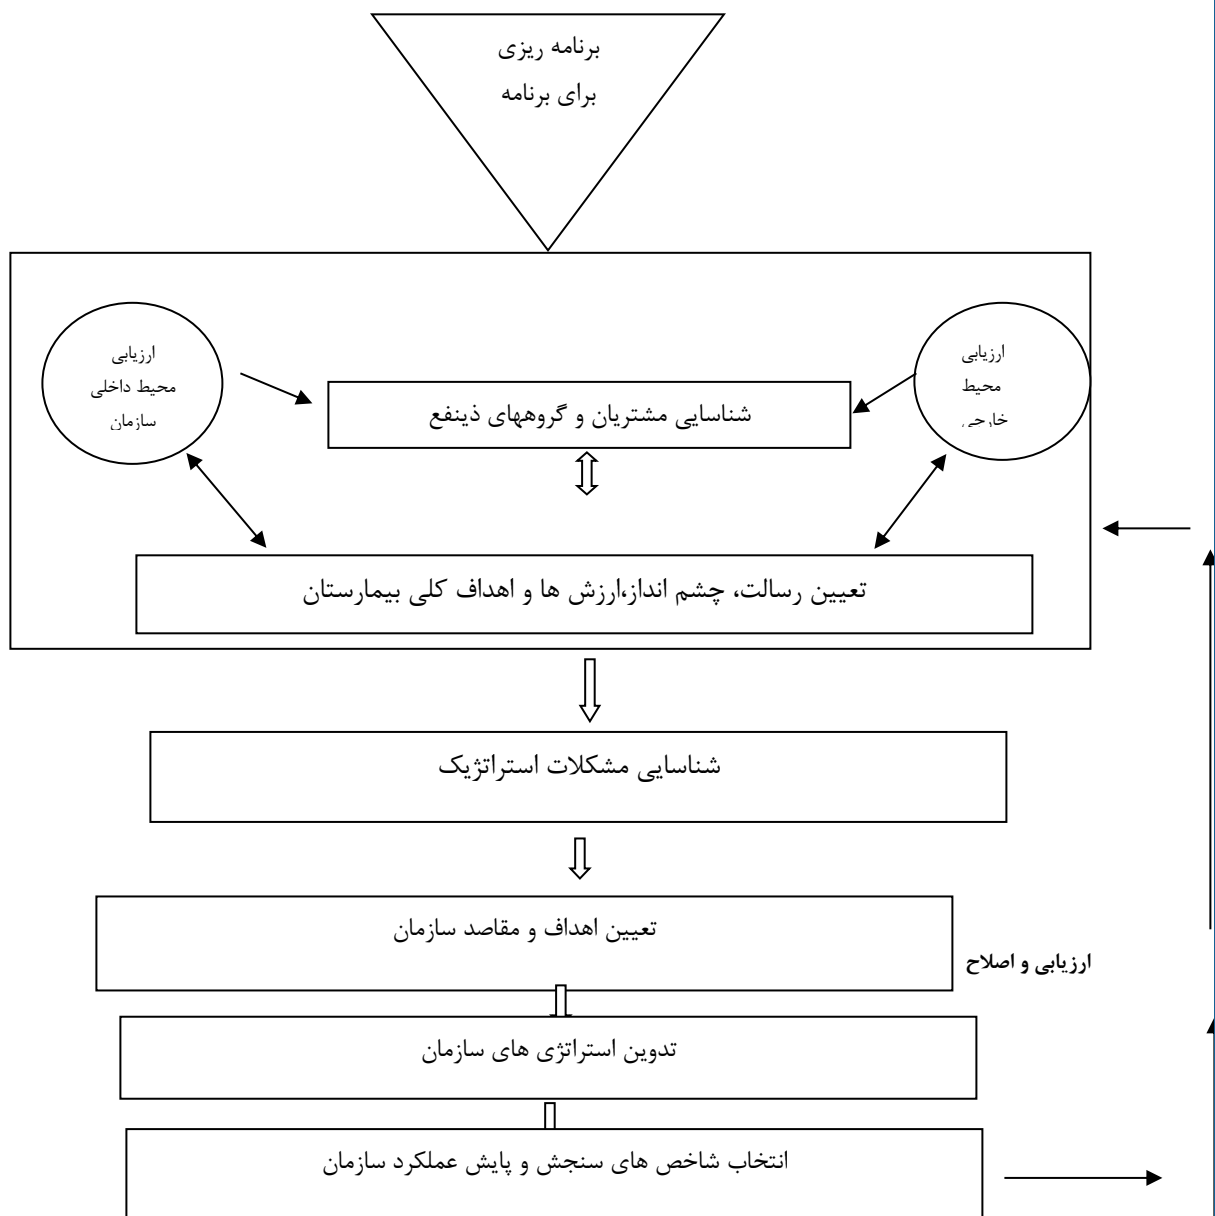 برنامه ریزی
برای برنامه
ارزیابی
محیط
خارجی
ارزیابی
محیط داخلی
سازمان
شناسایی مشتریان و گروههای ذینفع
تعیین رسالت، چشم انداز،ارزش ها و اهداف کلی بیمارستان
شناسایی مشکلات استراتژیک
تعیین اهداف و مقاصد سازمان
ارزیابی و اصلاح
تدوین استراتژی های سازمان
انتخاب شاخص های سنجش و پایش عملکرد سازمان